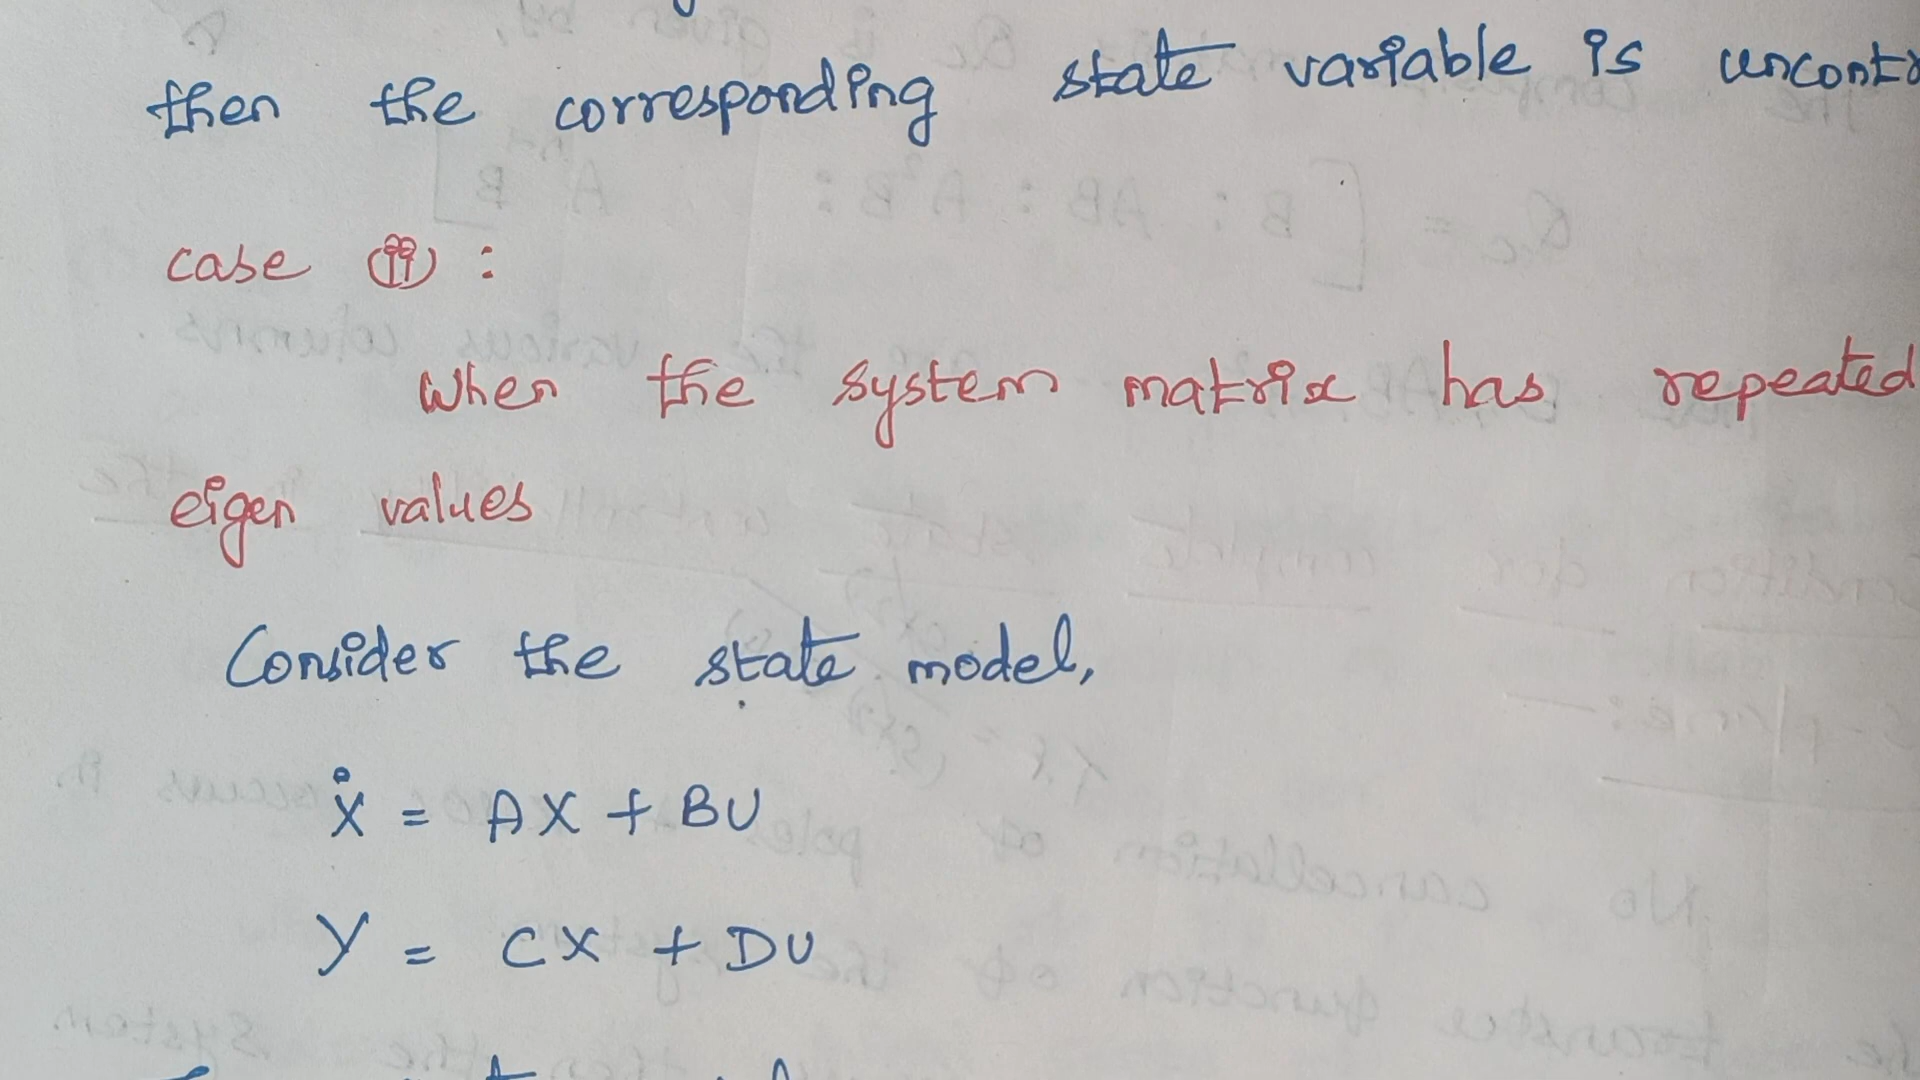 then the corresponding state variable is uncontr
case (ii) :
When the system matrix has repeated
eigen values
Consider the state model,
Ẋ = AX + BU
Y = CX + DU